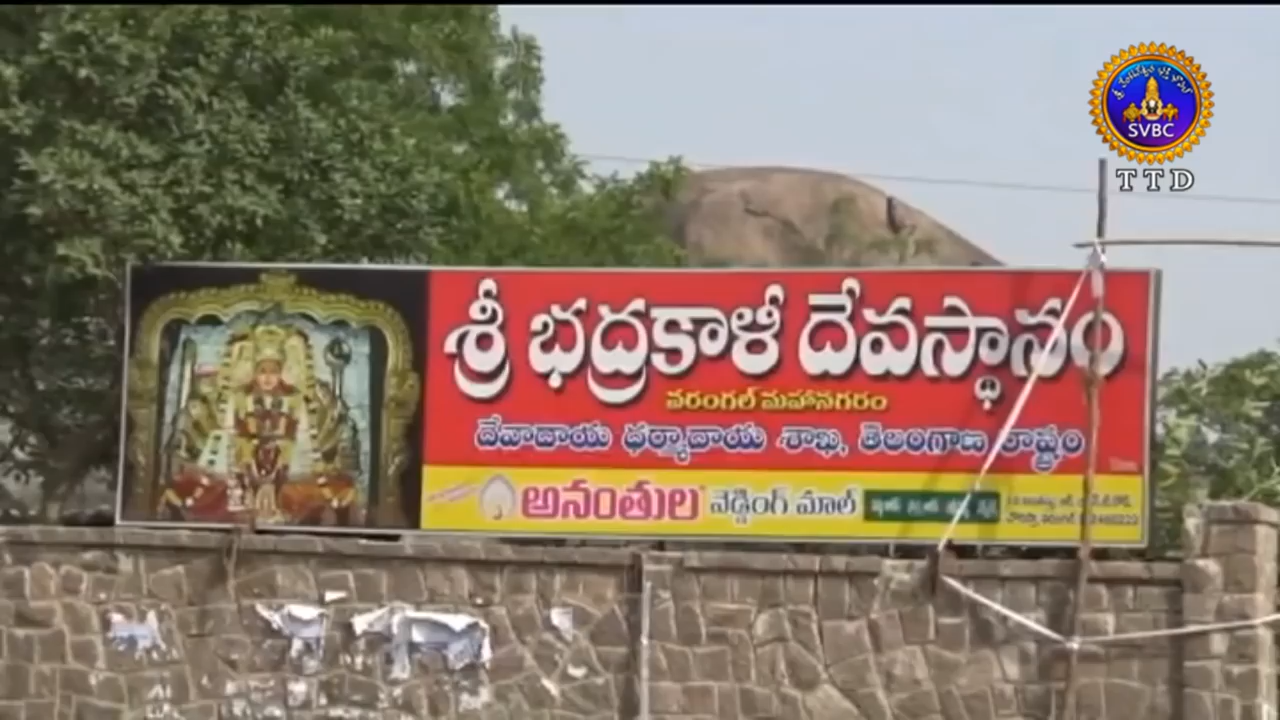 SVBC
TTD
శ్రీ భద్రకాళీ దేవస్థానం
వరంగల్ మహానగరం
దేవాదాయ ధర్మాదాయ శాఖ, తెలంగాణ రాష్ట్రం
అనంతుల వెడ్డింగ్ మాల్